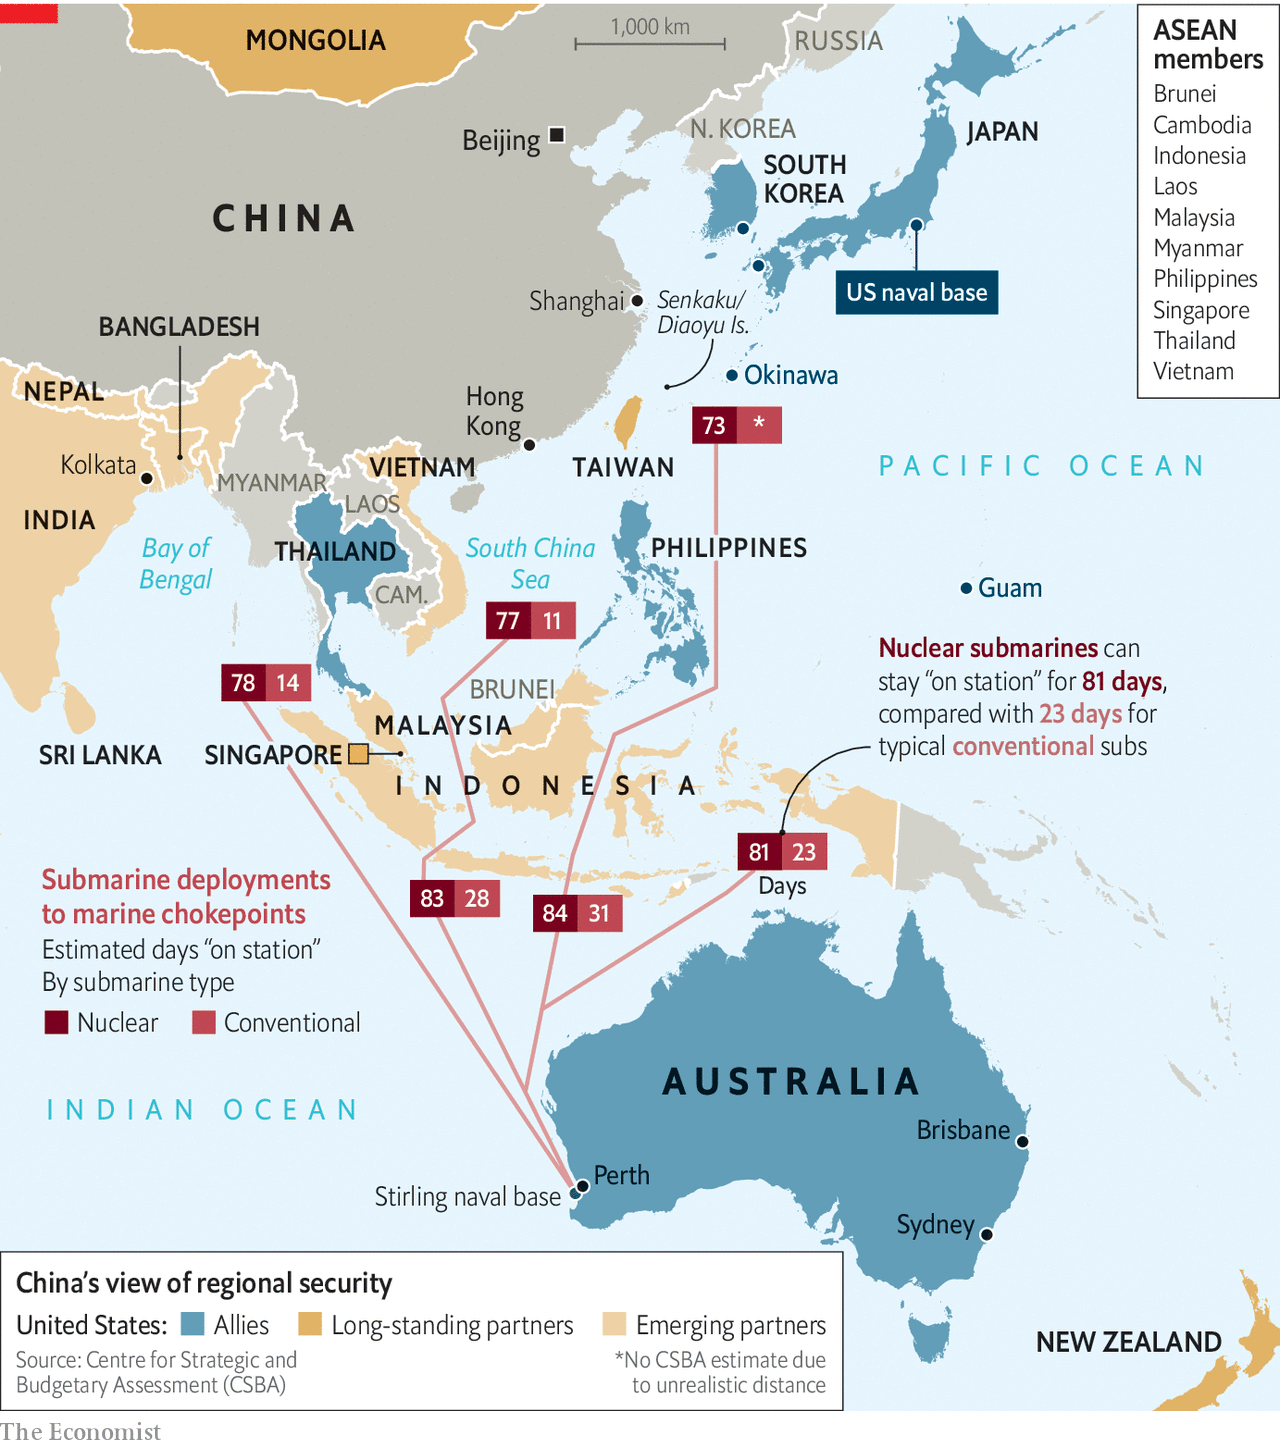 MONGOLIA
1,000 km
RUSSIA
ASEAN
members
Brunei
Cambodia
Indonesia
Laos
Malaysia
Myanmar
Philippines
Singapore
Thailand
Vietnam
Beijing
N. KOREA
JAPAN
SOUTH
KOREA
CHINA
US naval base
Shanghai
Senkaku/
Diaoyu Is.
BANGLADESH
Okinawa
NEPAL
Hong
Kong
73 *
Kolkata
VIETNAM
TAIWAN
PACIFIC OCEAN
MYANMAR
LAOS
INDIA
Bay of
Bengal
THAILAND
South China
Sea
PHILIPPINES
CAM.
Guam
77 11
Nuclear submarines can
stay “on station” for 81 days,
compared with 23 days for
typical conventional subs
78 14
BRUNEI
MALAYSIA
SRI LANKA
SINGAPORE
INDONESIA
81 23
Days
83 28
84 31
Submarine deployments
to marine chokepoints
Estimated days “on station”
By submarine type
Nuclear
Conventional
INDIAN OCEAN
AUSTRALIA
Brisbane
Perth
Stirling naval base
Sydney
China’s view of regional security
United States: Allies Long-standing partners Emerging partners
Source: Centre for Strategic and
Budgetary Assessment (CSBA)
*No CSBA estimate due
to unrealistic distance
NEW ZEALAND
The Economist